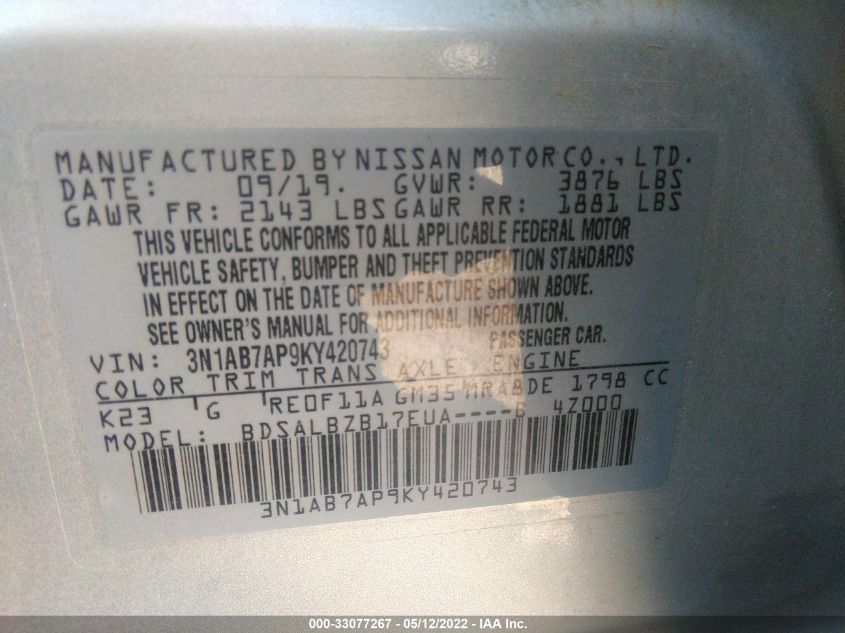 MANUFACTURED BY NISSAN MOTOR CO., LTD.
DATE: 09/19. GVWR: 3876 LBS
GAWR FR: 2143 LBS GAWR RR: 1881 LBS
THIS VEHICLE CONFORMS TO ALL APPLICABLE FEDERAL MOTOR
VEHICLE SAFETY, BUMPER AND THEFT PREVENTION STANDARDS
IN EFFECT ON THE DATE OF MANUFACTURE SHOWN ABOVE.
SEE OWNER'S MANUAL FOR ADDITIONAL INFORMATION.
VIN: 3N1AB7AP9KY420743 PASSENGER CAR.
COLOR TRIM TRANS AXLE ENGINE
K23 G RE0F11A GM35 MRA8DE 1798 CC
MODEL: BDSALBZB17EUA----B 4Z000
3N1AB7AP9KY420743
000-33077267 - 05/12/2022 - IAA Inc.